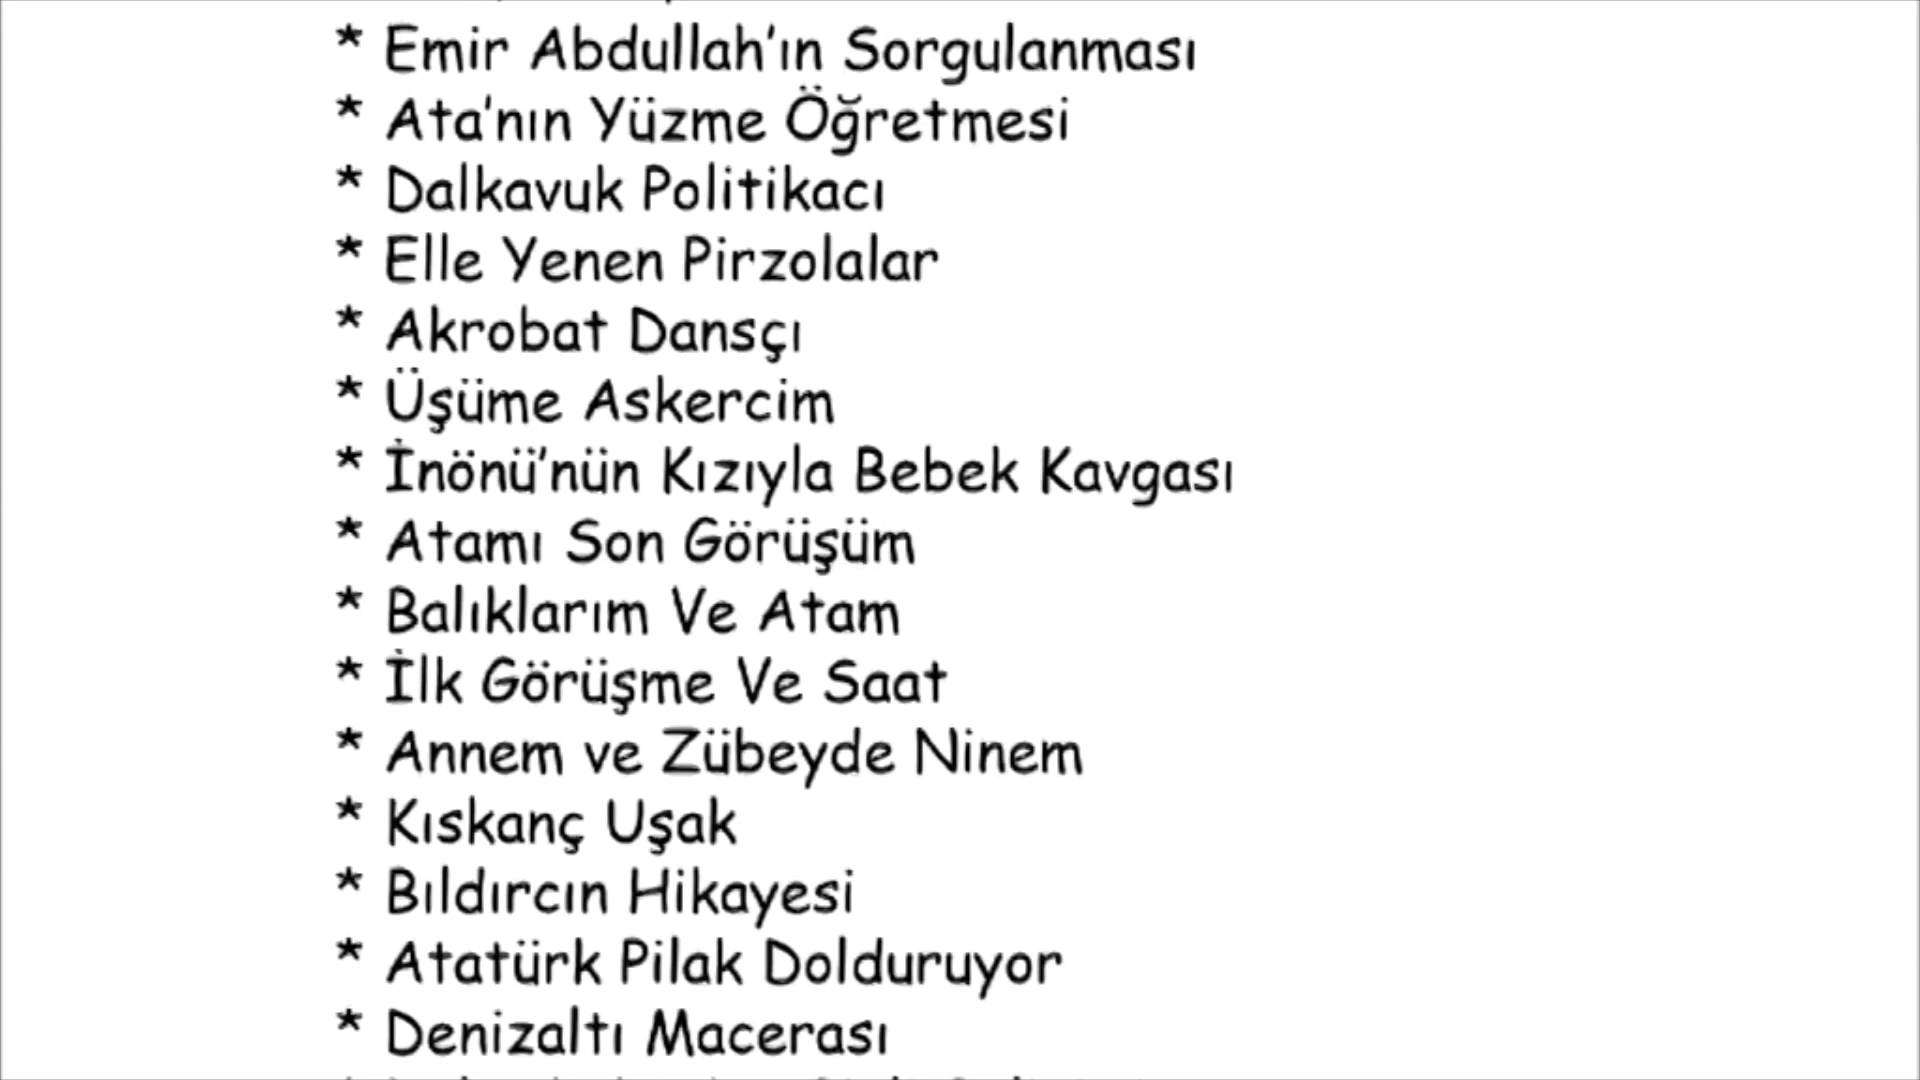 * Emir Abdullah'ın Sorgulanması
* Ata'nın Yüzme Öğretmesi
* Dalkavuk Politikacı
* Elle Yenen Pirzolalar
* Akrobat Dansçı
* Üşüme Askercim
* İnönü'nün Kızıyla Bebek Kavgası
* Atamı Son Görüşüm
* Balıklarım Ve Atam
* İlk Görüşme Ve Saat
* Annem ve Zübeyde Ninem
* Kıskanç Uşak
* Bıldırcın Hikayesi
* Atatürk Pilak Dolduruyor
* Denizaltı Macerası